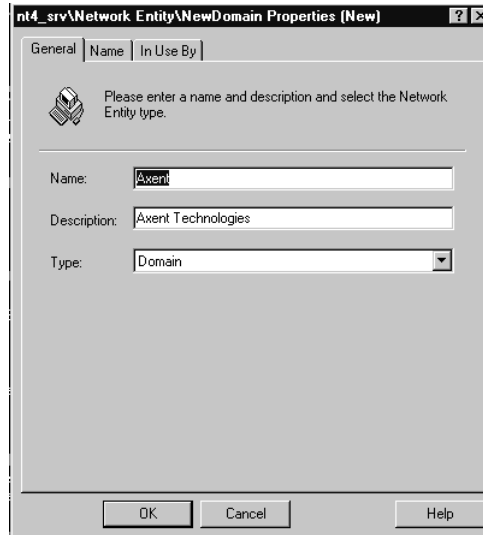 nt4_srv\Network Entity\NewDomain Properties (New)
General Name In Use By
Please enter a name and description and select the Network
Entity type.
Name: Axent
Description: Axent Technologies
Type: Domain
OK Cancel Help